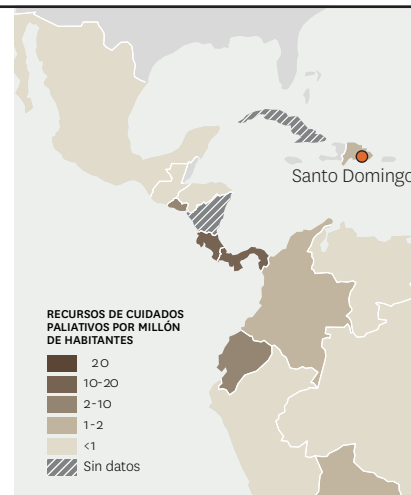 Santo Domingo
RECURSOS DE CUIDADOS
PALIATIVOS POR MILLÓN
DE HABITANTES
20
10-20
2-10
1-2
<1
Sin datos